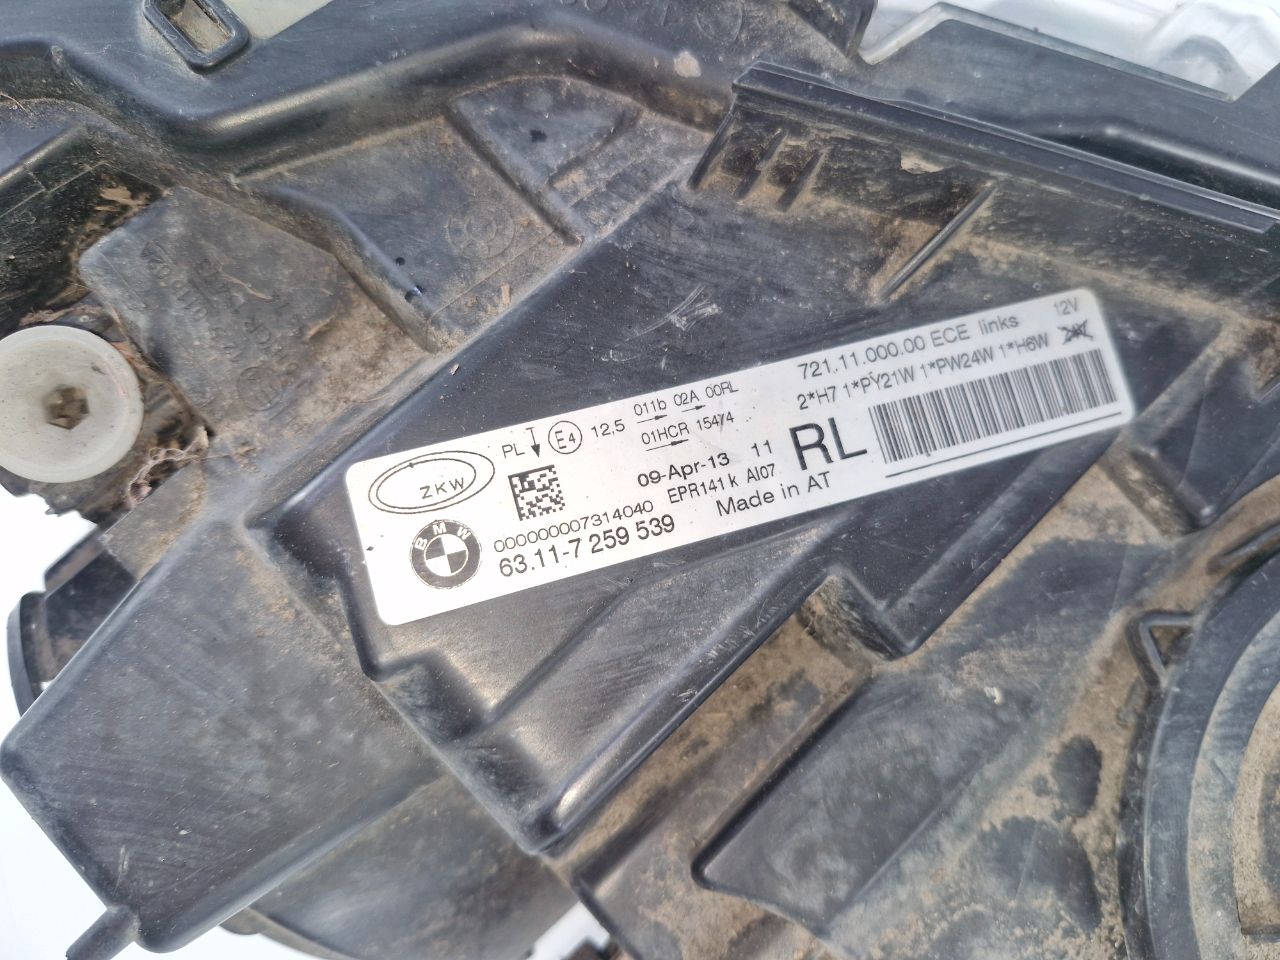 ZKW
PL
E4
12,5
011b 02A 00RL
01HCR 15474
721.11.000.00 ECE links
12V
2*H7 1*PY21W 1*PW24W 1*H6W
09-Apr-13 11
RL
000000007314040
EPR141 k AI07
BMW
63.11-7 259 539
Made in AT